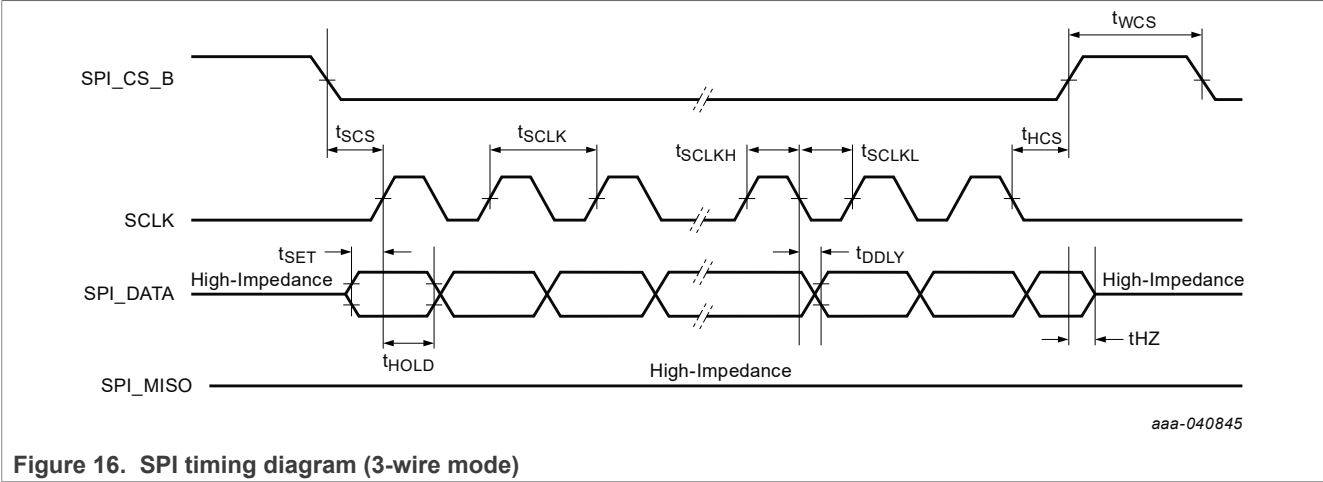 tWCS
SPI_CS_B
tSCS
tSCLK
tSCLKH
tSCLKL
tHCS
SCLK
tSET
tDDLY
High-Impedance
High-Impedance
SPI_DATA
tHOLD
tHZ
High-Impedance
SPI_MISO
aaa-040845
Figure 16. SPI timing diagram (3-wire mode)